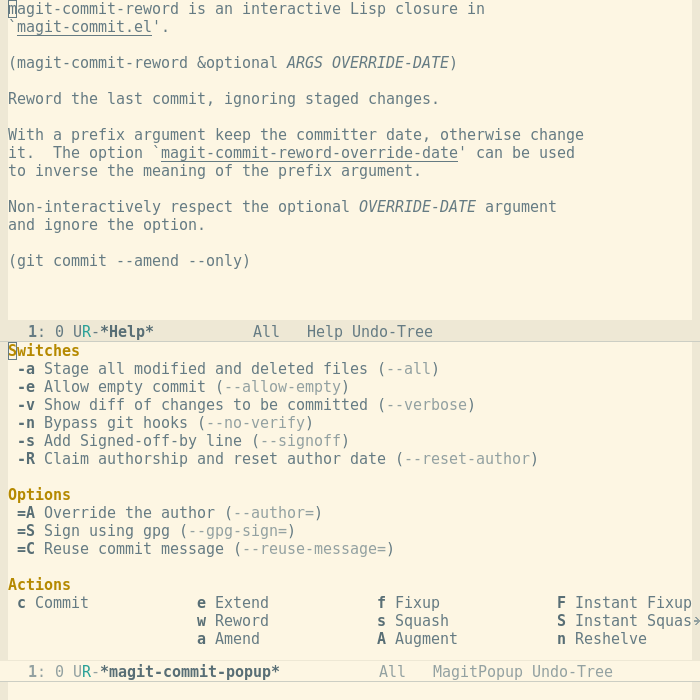 magit-commit-reword is an interactive Lisp closure in
`magit-commit.el'.
(magit-commit-reword &optional ARGS OVERRIDE-DATE)
Reword the last commit, ignoring staged changes.
With a prefix argument keep the committer date, otherwise change
it.  The option `magit-commit-reword-override-date' can be used
to inverse the meaning of the prefix argument.
Non-interactively respect the optional OVERRIDE-DATE argument
and ignore the option.
(git commit --amend --only)
1: 0 UR-*Help*           All   Help Undo-Tree
Switches
 -a Stage all modified and deleted files (--all)
 -e Allow empty commit (--allow-empty)
 -v Show diff of changes to be committed (--verbose)
 -n Bypass git hooks (--no-verify)
 -s Add Signed-off-by line (--signoff)
 -R Claim authorship and reset author date (--reset-author)
Options
 =A Override the author (--author=)
 =S Sign using gpg (--gpg-sign=)
 =C Reuse commit message (--reuse-message=)
Actions
 c Commit            e Extend            f Fixup             F Instant Fixup
                     w Reword            s Squash            S Instant Squas
                     a Amend             A Augment           n Reshelve
1: 0 UR-*magit-commit-popup*           All   MagitPopup Undo-Tree